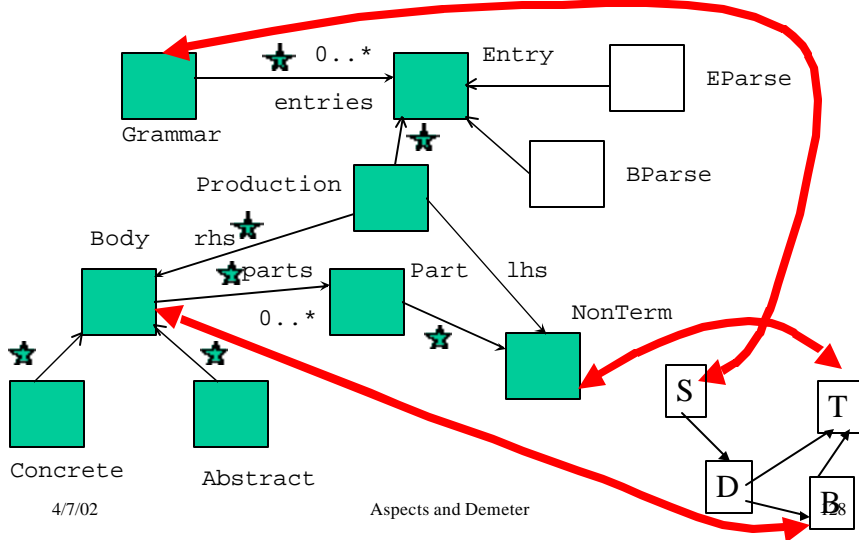 0..*
Entry
EParse
entries
Grammar
BParse
Production
Body
rhs
parts
Part
lhs
0..*
NonTerm
S
T
D
B
Concrete
Abstract
4/7/02
Aspects and Demeter
128